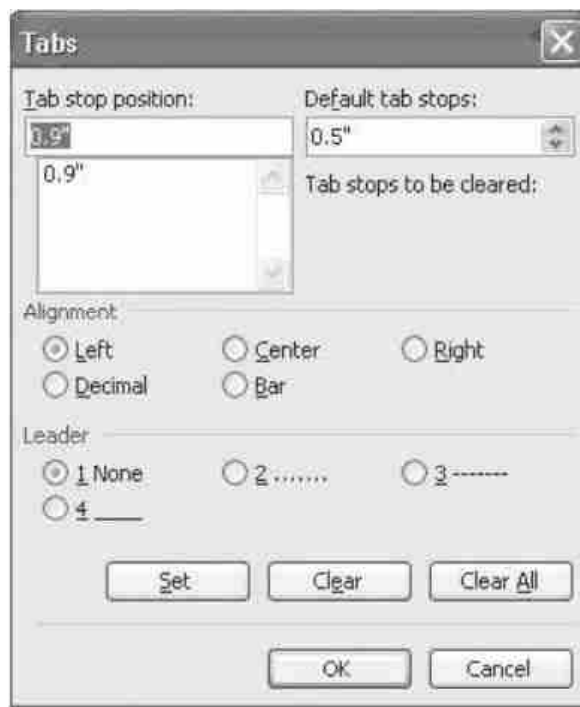 Tabs
Tab stop position:
Default tab stops:
0.9"
0.5"
0.9"
Tab stops to be cleared:
Alignment
Left
Center
Right
Decimal
Bar
Leader
1 None
2 .......
3 -------
4 ____
Set
Clear
Clear All
OK
Cancel